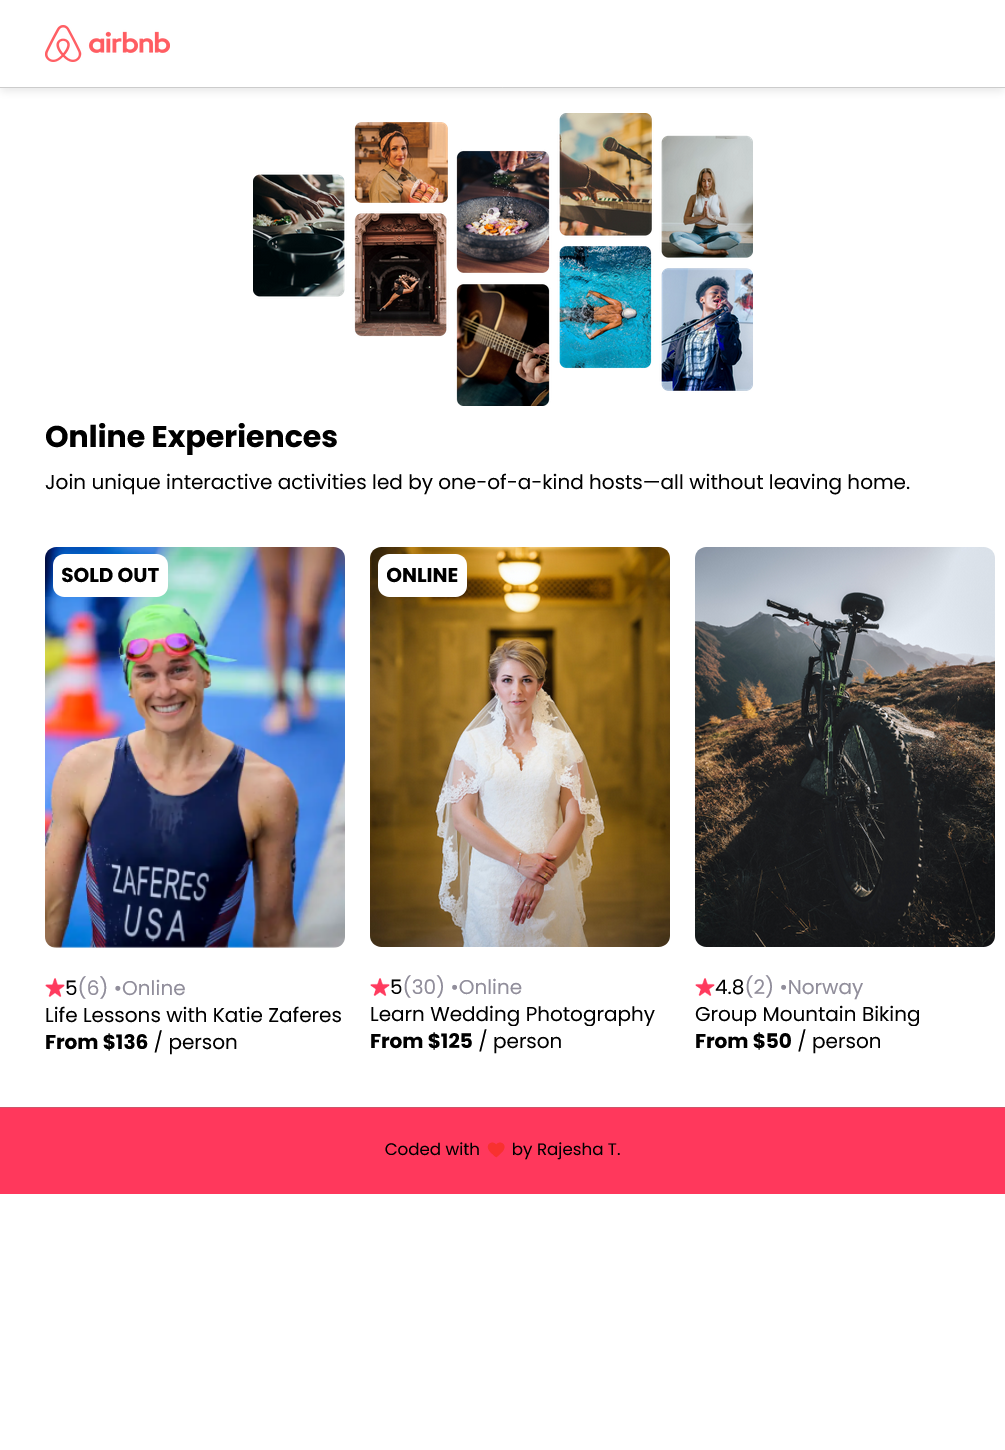 airbnb
Online Experiences
Join unique interactive activities led by one-of-a-kind hosts—all without leaving home.
SOLD OUT
ZAFERES
USA
★5(6) •Online
Life Lessons with Katie Zaferes
From $136 / person
ONLINE
★5(30) •Online
Learn Wedding Photography
From $125 / person
★4.8(2) •Norway
Group Mountain Biking
From $50 / person
Coded with ❤ by Rajesha T.